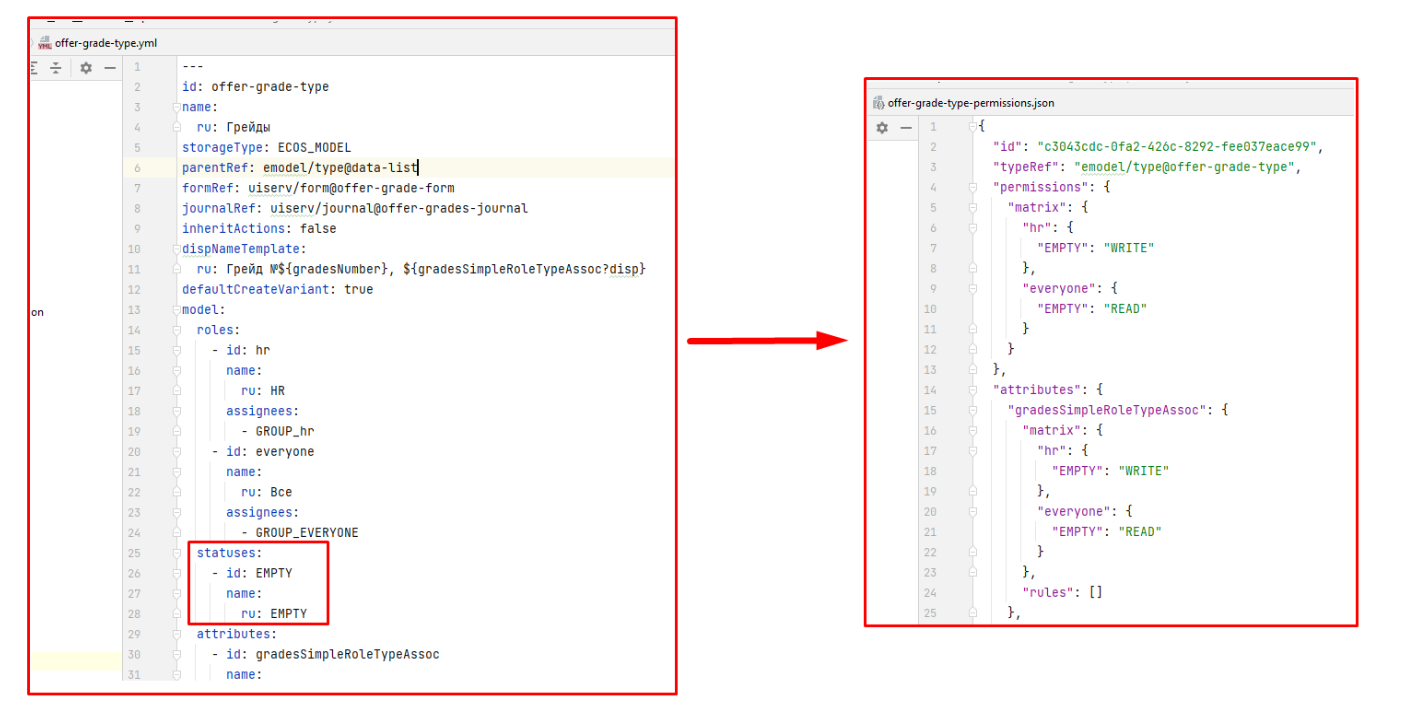 offer-grade-type.yml
1 ---
2 id: offer-grade-type
3 name:
4 ru: Грейды
5 storageType: ECOS_MODEL
6 parentRef: emodel/type@data-list
7 formRef: uiserv/form@offer-grade-form
8 journalRef: uiserv/journal@offer-grades-journal
9 inheritActions: false
10 dispNameTemplate:
11 ru: Грейд №${gradesNumber}, ${gradesSimpleRoleTypeAssoc?disp}
12 defaultCreateVariant: true
on
13 model:
14 roles:
15 - id: hr
16 name:
17 ru: HR
18 assignees:
19 - GROUP_hr
20 - id: everyone
21 name:
22 ru: Все
23 assignees:
24 - GROUP_EVERYONE
25 statuses:
26 - id: EMPTY
27 name:
28 ru: EMPTY
29 attributes:
30 - id: gradesSimpleRoleTypeAssoc
31 name:
offer-grade-type-permissions.json
1 {
2 "id": "c3043cdc-0fa2-426c-8292-fee037eace99",
3 "typeRef": "emodel/type@offer-grade-type",
4 "permissions": {
5 "matrix": {
6 "hr": {
7 "EMPTY": "WRITE"
8 },
9 "everyone": {
10 "EMPTY": "READ"
11 }
12 }
13 },
14 "attributes": {
15 "gradesSimpleRoleTypeAssoc": {
16 "matrix": {
17 "hr": {
18 "EMPTY": "WRITE"
19 },
20 "everyone": {
21 "EMPTY": "READ"
22 }
23 },
24 "rules": []
25 },